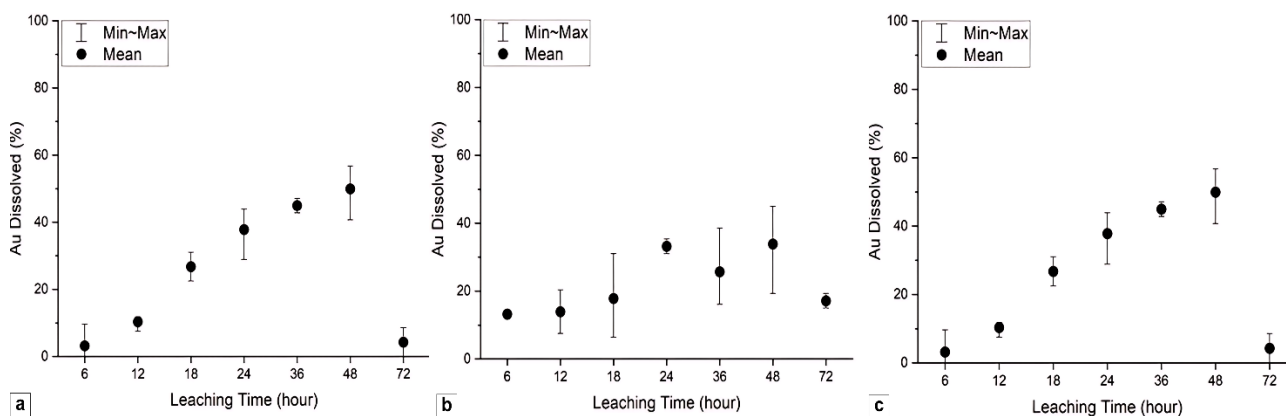 100
80
60
40
20
0
Au Dissolved (%)
Min~Max
Mean
6 12 18 24 36 48 72
Leaching Time (hour)
a
100
80
60
40
20
0
Au Dissolved (%)
Min~Max
Mean
6 12 18 24 36 48 72
Leaching Time (hour)
b
100
80
60
40
20
0
Au Dissolved (%)
Min~Max
Mean
6 12 18 24 36 48 72
Leaching Time (hour)
c